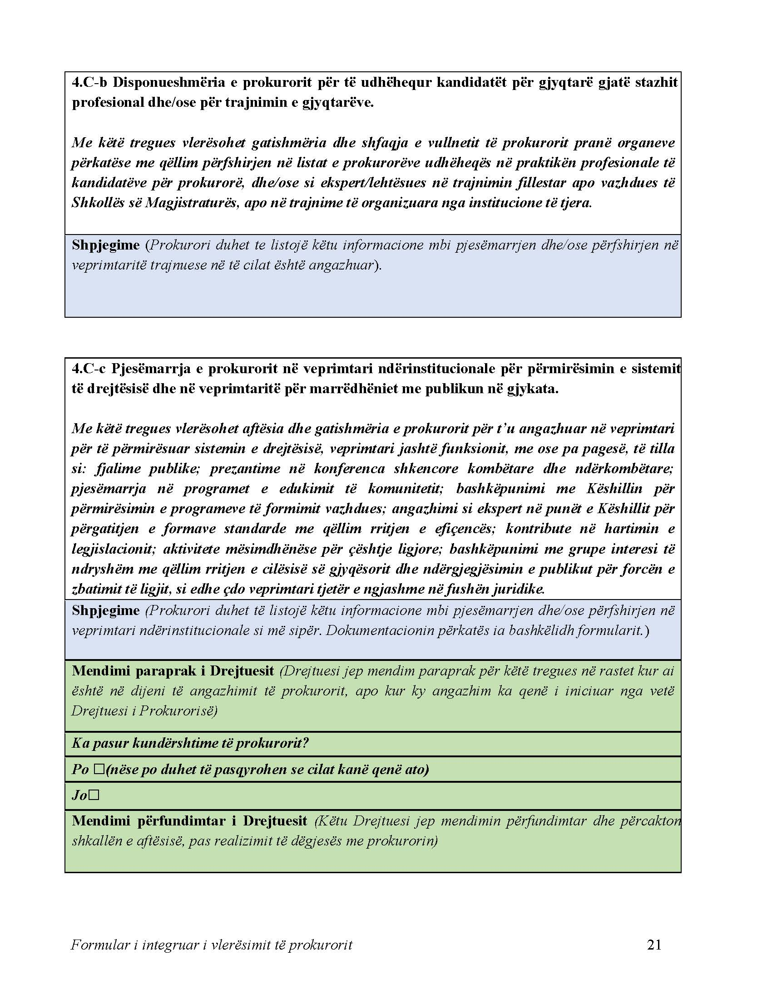 4.C-b Disponueshmëria e prokurorit për të udhëhequr kandidatët për gjyqtarë gjatë stazhit
profesional dhe/ose për trajnimin e gjyqtarëve.
Me këtë tregues vlerësohet gatishmëria dhe shfaqja e vullnetit të prokurorit pranë organeve
përkatëse me qëllim përfshirjen në listat e prokurorëve udhëheqës në praktikën profesionale të
kandidatëve për prokurorë, dhe/ose si ekspert/lehtësues në trajnimin fillestar apo vazhdues të
Shkollës së Magjistraturës, apo në trajnime të organizuara nga institucione të tjera.
Shpjegime (Prokurori duhet te listojë këtu informacione mbi pjesëmarrjen dhe/ose përfshirjen në
veprimtaritë trajnuese në të cilat është angazhuar).
4.C-c Pjesëmarrja e prokurorit në veprimtari ndërinstitucionale për përmirësimin e sistemit
të drejtësisë dhe në veprimtaritë për marrëdhëniet me publikun në gjykata.
Me këtë tregues vlerësohet aftësia dhe gatishmëria e prokurorit për t’u angazhuar në veprimtari
për të përmirësuar sistemin e drejtësisë, veprimtari jashtë funksionit, me ose pa pagesë, të tilla
si: fjalime publike; prezantime në konferenca shkencore kombëtare dhe ndërkombëtare;
pjesëmarrja në programet e edukimit të komunitetit; bashkëpunimi me Këshillin për
përmirësimin e programeve të formimit vazhdues; angazhimi si ekspert në punët e Këshillit për
përgatitjen e formave standarde me qëllim rritjen e efiçencës; kontribute në hartimin e
legjislacionit; aktivitete mësimdhënëse për çështje ligjore; bashkëpunimi me grupe interesi të
ndryshëm me qëllim rritjen e cilësisë së gjyqësorit dhe ndërgjegjësimin e publikut për forcën e
zbatimit të ligjit, si edhe çdo veprimtari tjetër e ngjashme në fushën juridike.
Shpjegime (Prokurori duhet të listojë këtu informacione mbi pjesëmarrjen dhe/ose përfshirjen në
veprimtari ndërinstitucionale si më sipër. Dokumentacionin përkatës ia bashkëlidh formularit.)
Mendimi paraprak i Drejtuesit (Drejtuesi jep mendim paraprak për këtë tregues në rastet kur ai
është në dijeni të angazhimit të prokurorit, apo kur ky angazhim ka qenë i iniciuar nga vetë
Drejtuesi i Prokurorisë)
Ka pasur kundërshtime të prokurorit?
Po ☐(nëse po duhet të pasqyrohen se cilat kanë qenë ato)
Jo☐
Mendimi përfundimtar i Drejtuesit (Këtu Drejtuesi jep mendimin përfundimtar dhe përcakton
shkallën e aftësisë, pas realizimit të dëgjesës me prokurorin)
Formular i integruar i vlerësimit të prokurorit 21